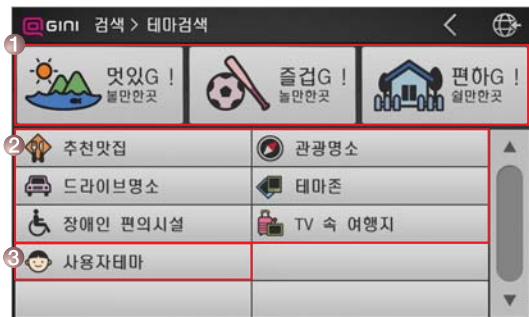 GINI 검색 > 테마검색
1
멋있G !
볼만한곳
즐겁G !
놀만한곳
편하G !
쉴만한곳
2
추천맛집
관광명소
드라이브명소
테마존
장애인 편의시설
TV 속 여행지
3
사용자테마